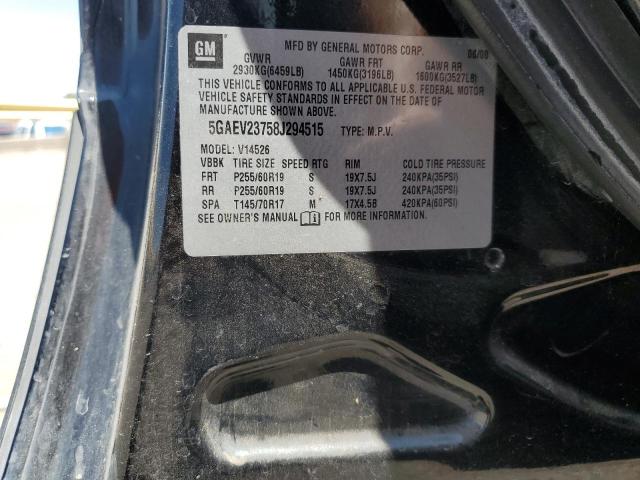 GM
MFD BY GENERAL MOTORS CORP. 06/08
GVWR GAWR FRT GAWR RR
2930KG(6459LB) 1450KG(3196LB) 1600KG(3527LB)
THIS VEHICLE CONFORMS TO ALL APPLICABLE U.S. FEDERAL MOTOR
VEHICLE SAFETY STANDARDS IN EFFECT ON THE DATE OF
MANUFACTURE SHOWN ABOVE.
5GAEV23758J294515 TYPE: M.P.V.
MODEL: V14526
VBBK TIRE SIZE SPEED RTG RIM COLD TIRE PRESSURE
FRT P255/60R19 S 19X7.5J 240KPA(35PSI)
RR P255/60R19 S 19X7.5J 240KPA(35PSI)
SPA T145/70R17 M 17X4.5B 420KPA(60PSI)
SEE OWNER'S MANUAL FOR MORE INFORMATION.